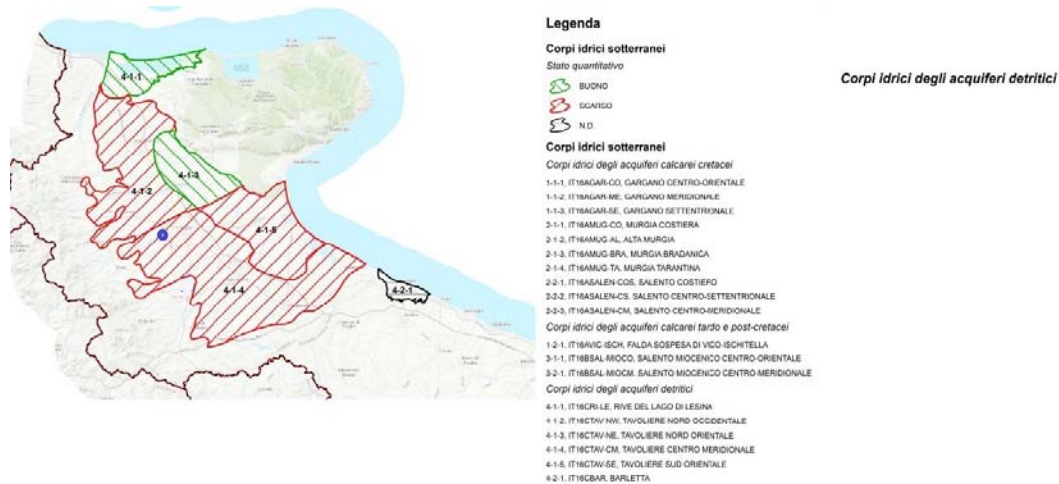 4-1-1
4-1-3
4-1-2
4-1-5
4-1-4
4-2-1
Legenda
Corpi idrici sotterranei
Stato quantitativo
BUONO
SCARSO
N.D.
Corpi idrici sotterranei
Corpi idrici degli acquiferi calcarei cretacei
1-1-1, IT16AGAR-CO, GARGANO CENTRO-ORIENTALE
1-1-2, IT16AGAR-ME, GARGANO MERIDIONALE
1-1-3, IT16AGAR-SE, GARGANO SETTENTRIONALE
2-1-1, IT16AMUG-CO, MURGIA COSTIERA
2-1-2, IT16AMUG-AL, ALTA MURGIA
2-1-3, IT16AMUG-BRA, MURGIA BRADANICA
2-1-4, IT16AMUG-TA, MURGIA TARANTINA
2-2-1, IT16ASALEN-COS, SALENTO COSTIERO
2-2-2, IT16ASALEN-CS, SALENTO CENTRO-SETTENTRIONALE
2-2-3, IT16ASALEN-CM, SALENTO CENTRO-MERIDIONALE
Corpi idrici degli acquiferi calcarei tardo e post-cretacei
1-2-1, IT16AVIC-ISCH, FALDA SOSPESA DI VICO-ISCHITELLA
3-1-1, IT16BSAL-MIOCO, SALENTO MIOCENICO CENTRO-ORIENTALE
3-2-1, IT16BSAL-MIOCM, SALENTO MIOCENICO CENTRO-MERIDIONALE
Corpi idrici degli acquiferi detritici
4-1-1, IT16CRI-LE, RIVE DEL LAGO DI LESINA
4-1-2, IT16CTAV-NW, TAVOLIERE NORD OCCIDENTALE
4-1-3, IT16CTAV-NE, TAVOLIERE NORD ORIENTALE
4-1-4, IT16CTAV-CM, TAVOLIERE CENTRO MERIDIONALE
4-1-5, IT16CTAV-SE, TAVOLIERE SUD ORIENTALE
4-2-1, IT16CBAR, BARLETTA
Corpi idrici degli acquiferi detritici